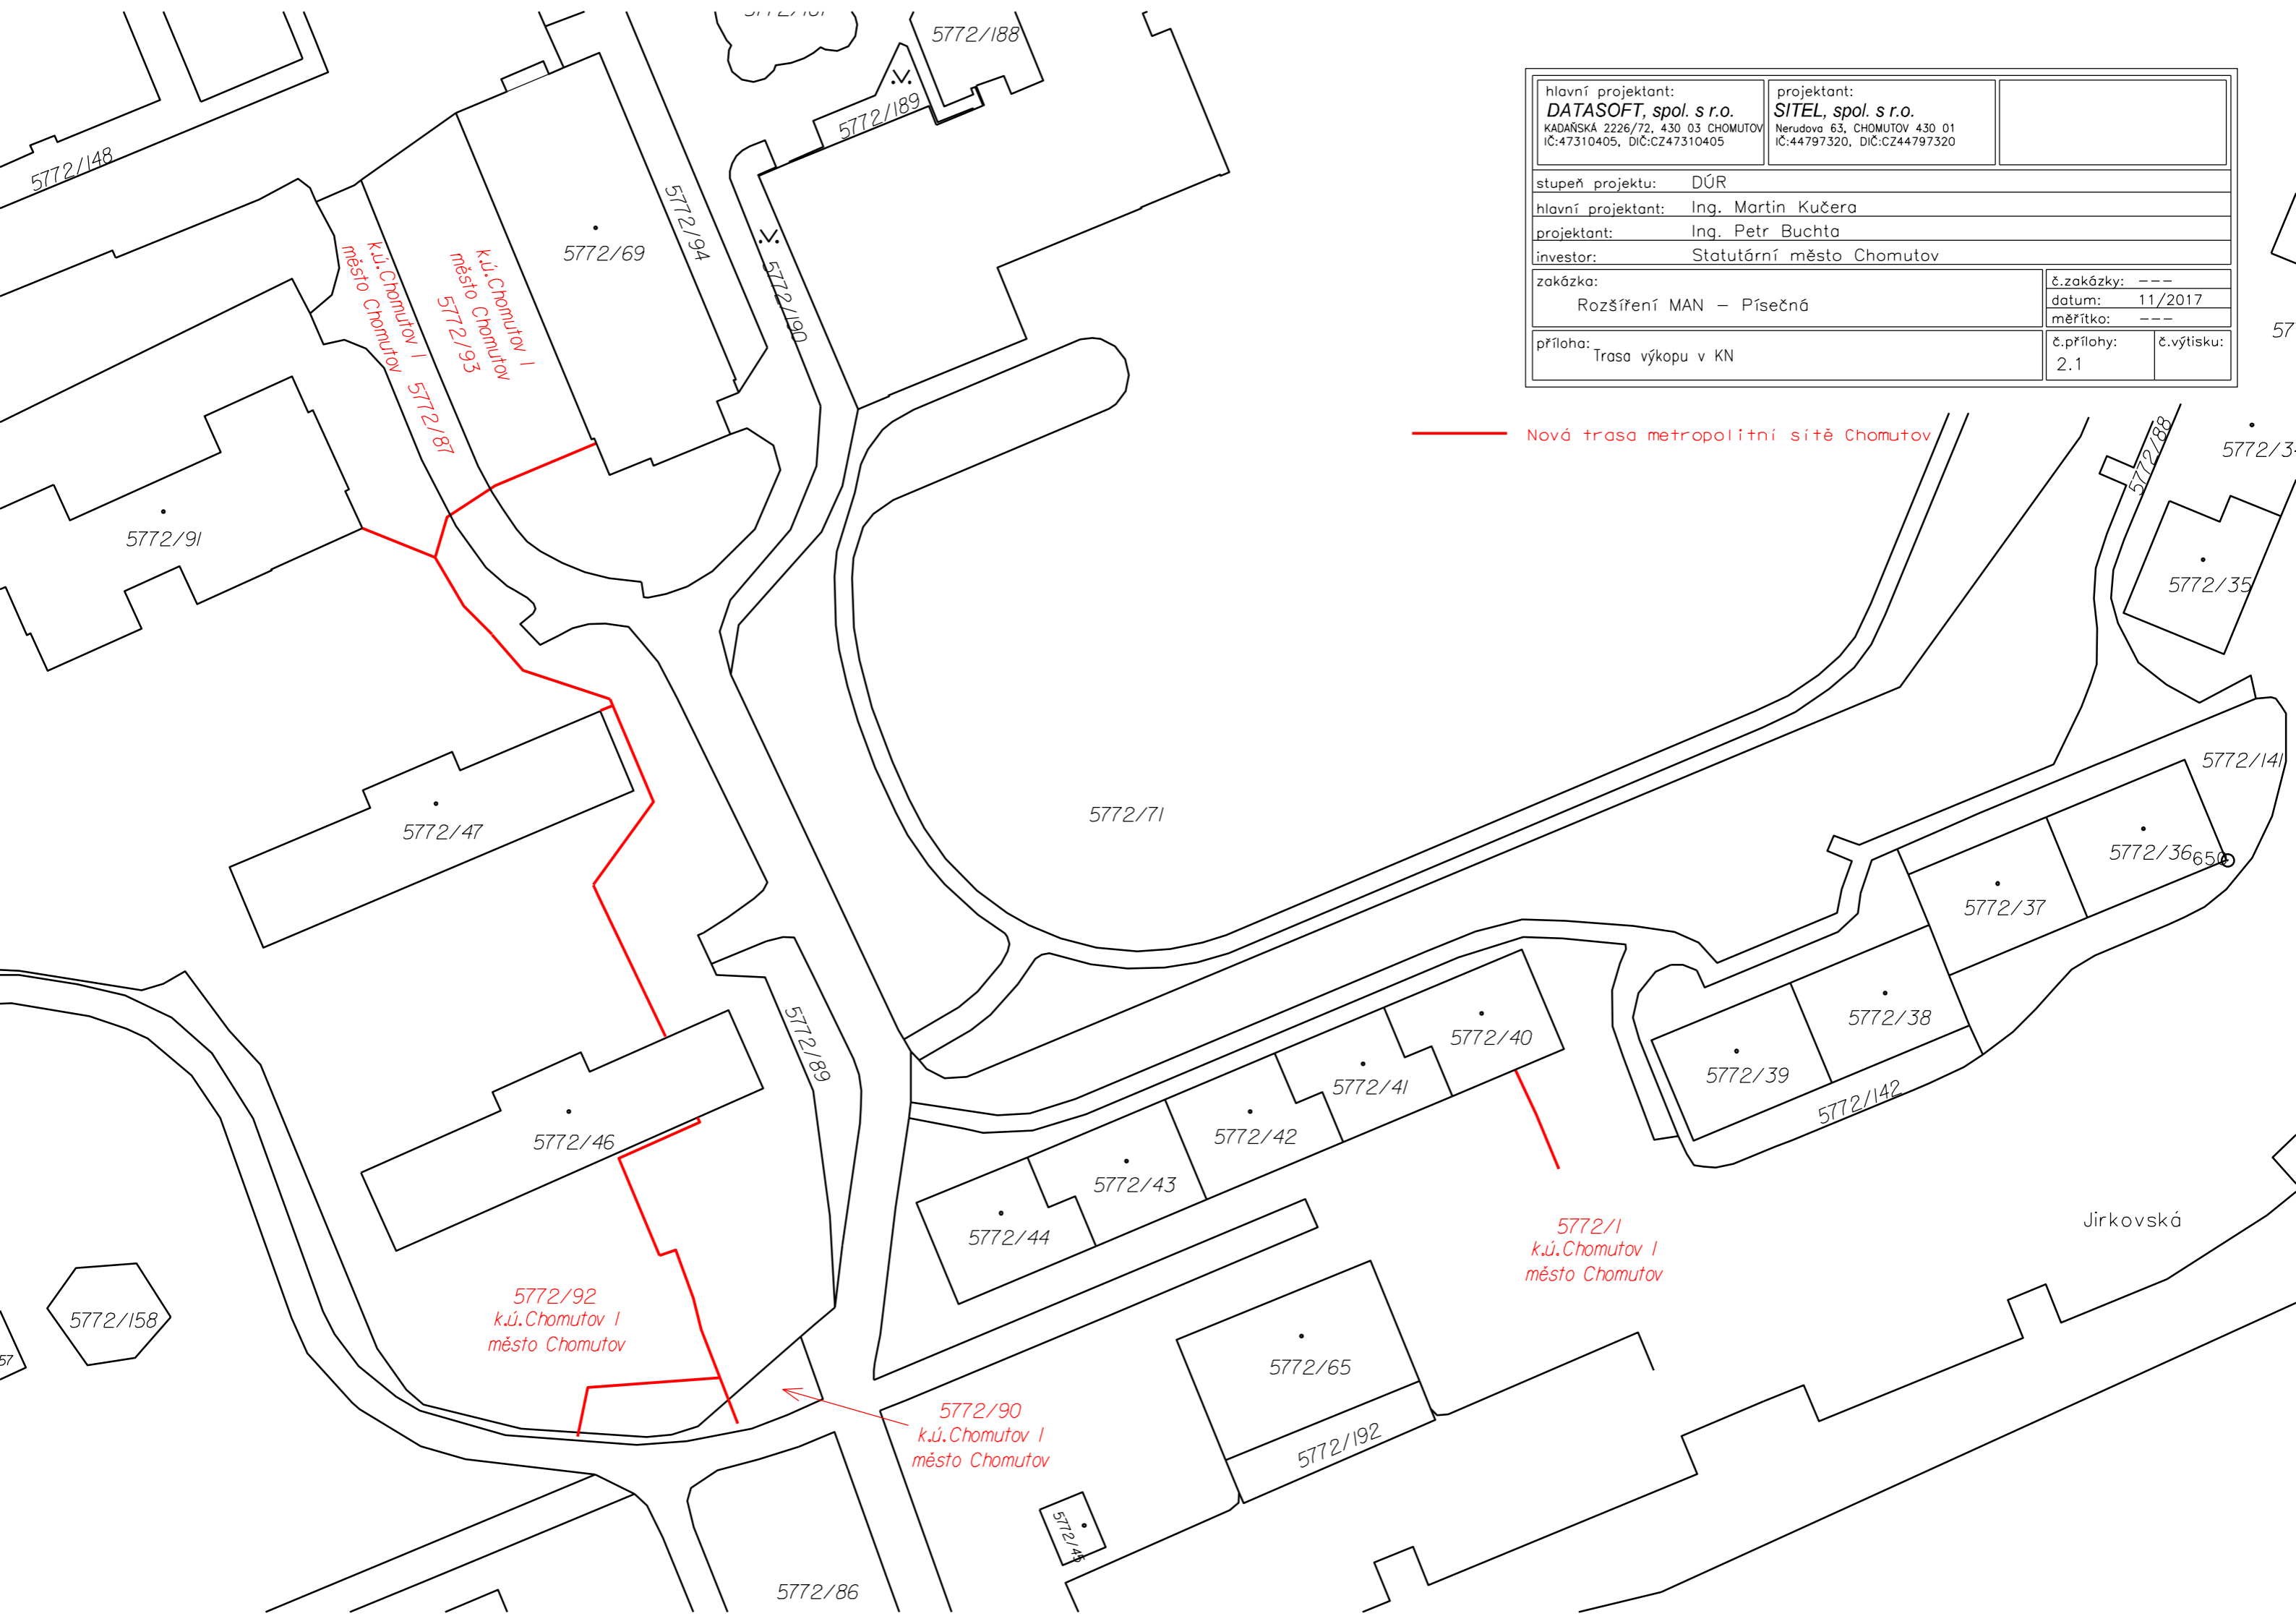 5772/188
5772/189
5772/148
hlavní projektant:
DATASOFT, spol. s r.o.
KADAŇSKÁ 2226/72, 430 03 CHOMUTOV
IČ:47310405, DIČ:CZ47310405
projektant:
SITEL, spol. s r.o.
Nerudova 63, CHOMUTOV 430 01
IČ:44797320, DIČ:CZ44797320
stupeň projektu: DÚR
hlavní projektant: Ing. Martin Kučera
projektant: Ing. Petr Buchta
investor: Statutární město Chomutov
zakázka:
Rozšíření MAN – Písečná
č.zakázky: ---
datum: 11/2017
měřítko: ---
příloha: Trasa výkopu v KN
č.přílohy:
2.1
č.výtisku:
Nová trasa metropolitní sítě Chomutov
5772/69
5772/94
5772/190
k.ú.Chomutov I
město Chomutov 5772/87
k.ú.Chomutov I
město Chomutov
5772/93
5772/88
5772/91
5772/35
5772/47
5772/71
5772/141
5772/36
650
5772/37
5772/38
5772/39
5772/142
5772/40
5772/41
5772/42
5772/43
5772/44
5772/89
5772/46
5772/1
k.ú.Chomutov I
město Chomutov
Jirkovská
5772/92
k.ú.Chomutov I
město Chomutov
5772/158
57
5772/65
5772/192
5772/90
k.ú.Chomutov I
město Chomutov
5772/45
5772/86